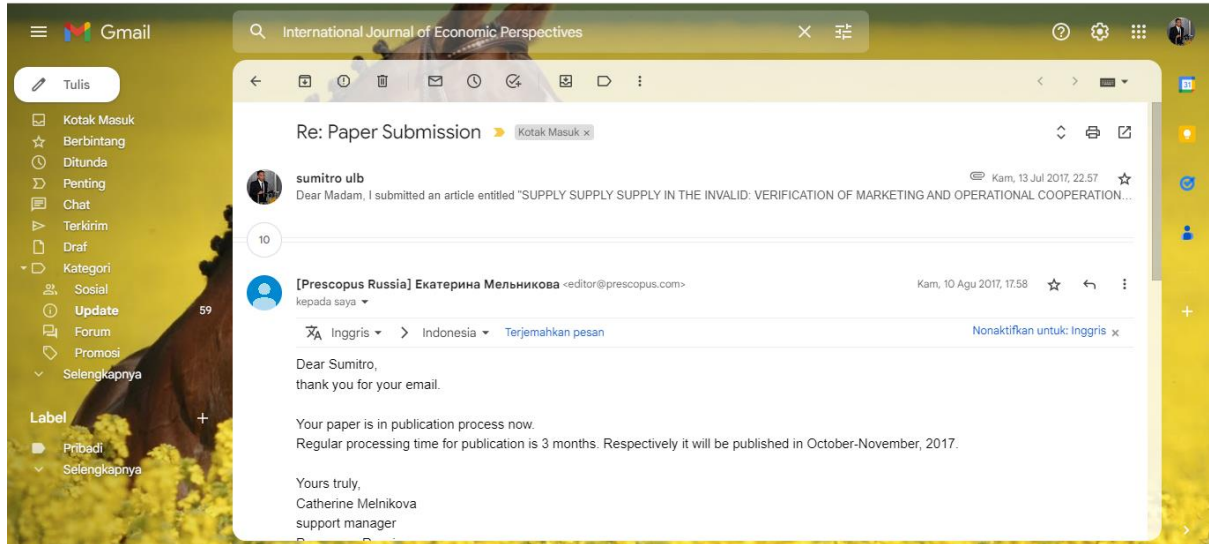 Gmail
International Journal of Economic Perspectives
Tulis
Kotak Masuk
Berbintang
Ditunda
Penting
Chat
Terkirim
Draf
Kategori
Sosial
Update 59
Forum
Promosi
Selengkapnya
Label
Pribadi
Selengkapnya
31
Re: Paper Submission Kotak Masuk ×
sumitro ulb Kam, 13 Jul 2017, 22.57
Dear Madam, I submitted an article entitled "SUPPLY SUPPLY SUPPLY IN THE INVALID: VERIFICATION OF MARKETING AND OPERATIONAL COOPERATION...
10
[Prescopus Russia] Екатерина Мельникова <editor@prescopus.com> Kam, 10 Agu 2017, 17.58
kepada saya
Inggris > Indonesia Terjemahkan pesan Nonaktifkan untuk: Inggris ×
Dear Sumitro,
thank you for your email.
Your paper is in publication process now.
Regular processing time for publication is 3 months. Respectively it will be published in October-November, 2017.
Yours truly,
Catherine Melnikova
support manager